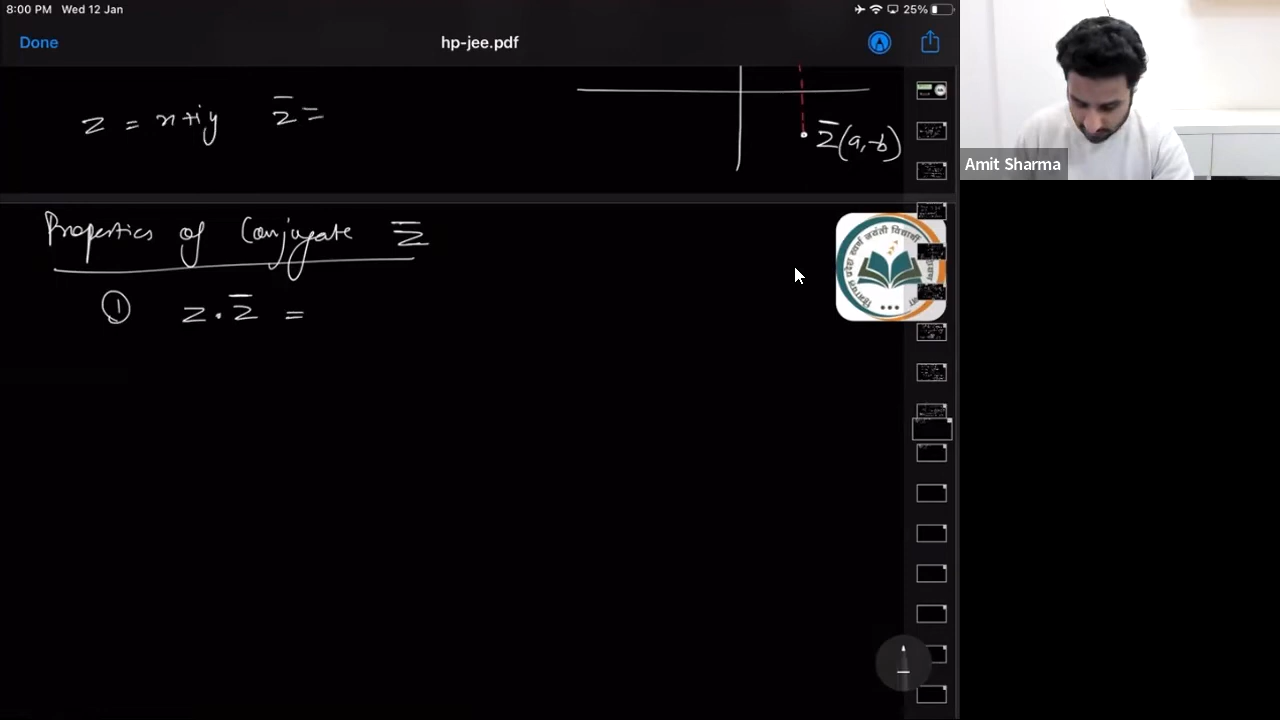 8:00 PM Wed 12 Jan
25%
Done
hp-jee.pdf
z = x+iy z̅ =
z̅(a,-b)
Amit Sharma
Properties of Conjugate z̅
① z . z̅ =